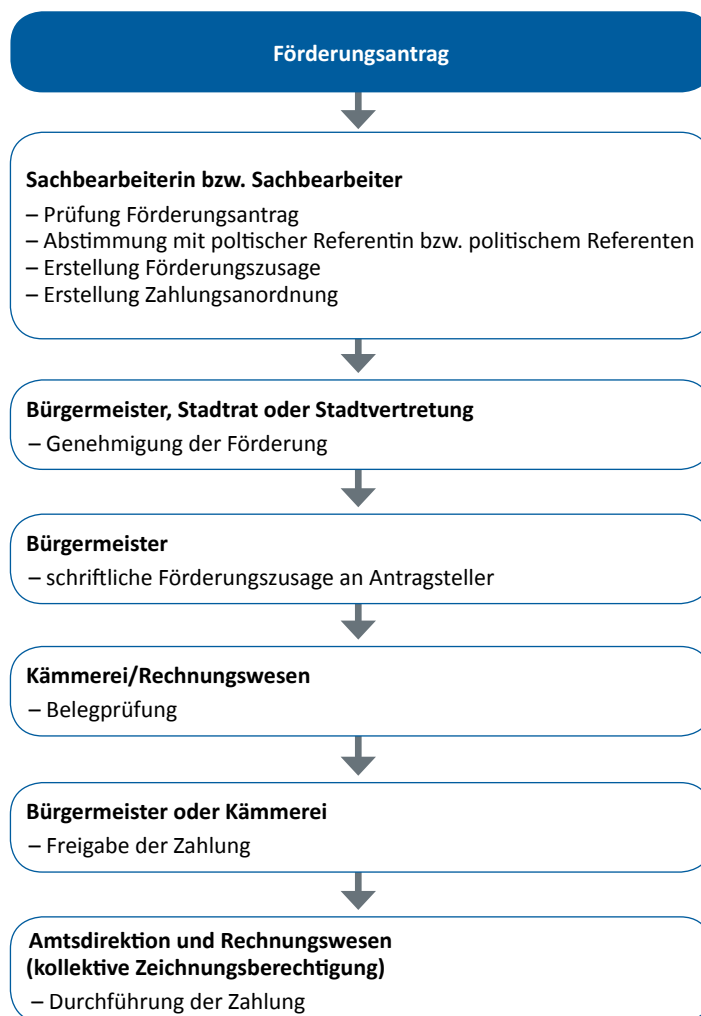 Förderungsantrag
Sachbearbeiterin bzw. Sachbearbeiter
– Prüfung Förderungsantrag
– Abstimmung mit poltischer Referentin bzw. politischem Referenten
– Erstellung Förderungszusage
– Erstellung Zahlungsanordnung
Bürgermeister, Stadtrat oder Stadtvertretung
– Genehmigung der Förderung
Bürgermeister
– schriftliche Förderungszusage an Antragsteller
Kämmerei/Rechnungswesen
– Belegprüfung
Bürgermeister oder Kämmerei
– Freigabe der Zahlung
Amtsdirektion und Rechnungswesen
(kollektive Zeichnungsberechtigung)
– Durchführung der Zahlung